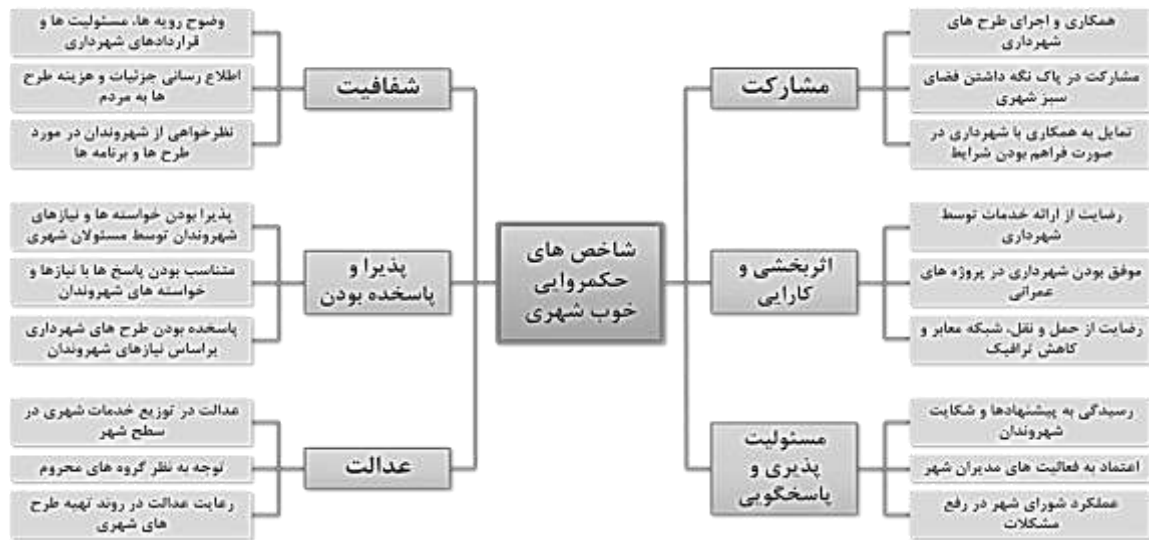 شاخص های
حکمروایی
خوب شهری
مشارکت
همکاری و اجرای طرح های
شهرداری
مشارکت در پاک نگه داشتن فضای
سبز شهری
تمایل به همکاری با شهرداری در
صورت فراهم بودن شرایط
اثربخشی و
کارایی
رضایت از ارائه خدمات توسط
شهرداری
موفق بودن شهرداری در پروژه های
عمرانی
رضایت از حمل و نقل، شبکه معابر و
کاهش ترافیک
مسئولیت
پذیری و
پاسخگویی
رسیدگی به پیشنهادها و شکایت
شهروندان
اعتماد به فعالیت های مدیران شهر
عملکرد شورای شهر در رفع
مشکلات
شفافیت
وضوح رویه ها، مسئولیت ها و
قراردادهای شهرداری
اطلاع رسانی جزئیات و هزینه طرح
ها به مردم
نظرخواهی از شهروندان در مورد
طرح ها و برنامه ها
پذیرا و
پاسخده بودن
پذیرا بودن خواسته ها و نیازهای
شهروندان توسط مسئولان شهری
متناسب بودن پاسخ ها با نیازها و
خواسته های شهروندان
پاسخده بودن طرح های شهرداری
براساس نیازهای شهروندان
عدالت
عدالت در توزیع خدمات شهری در
سطح شهر
توجه به نظر گروه های محروم
رعایت عدالت در روند تهیه طرح
های شهری